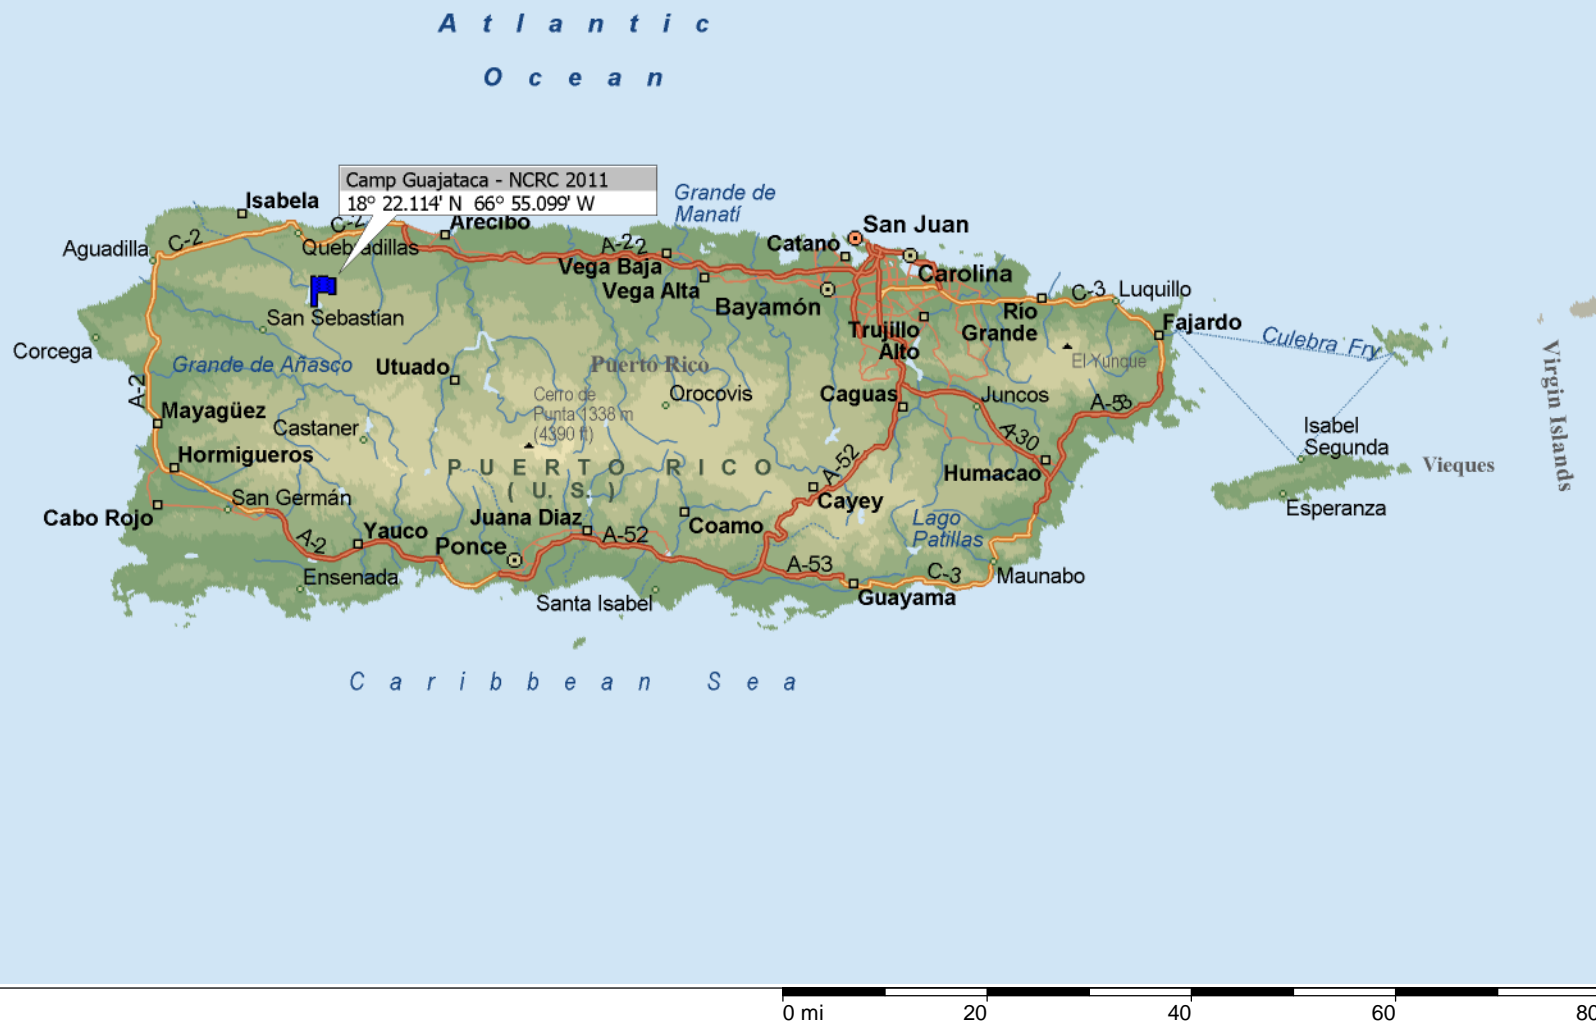 Atlantic
Ocean
Camp Guajataca - NCRC 2011
18° 22.114' N 66° 55.099' W
Grande de
Manatí
Isabela
C-2
Arecibo
San Juan
Aguadilla
C-2
Quebradillas
A-22
Catano
Vega Baja
Carolina
Vega Alta
Bayamón
C-3
Luquillo
San Sebastian
Río
Grande
Trujillo
Alto
Fajardo
Corcega
Culebra Fry
Grande de Añasco
Utuado
Puerto Rico
El Yunque
Virgin Islands
A-2
Cerro de
Punta 1338 m
(4390 ft)
Orocovis
Caguas
Juncos
A-53
Mayagüez
Castaner
A-30
Isabel
Segunda
Hormigueros
PUERTO RICO
(U.S.)
A-52
Humacao
Vieques
San Germán
Cayey
Esperanza
Cabo Rojo
Juana Diaz
Coamo
Lago
Patillas
A-2
Yauco
Ponce
A-52
A-53
C-3
Maunabo
Ensenada
Santa Isabel
Guayama
Caribbean Sea
0 mi 20 40 60 80